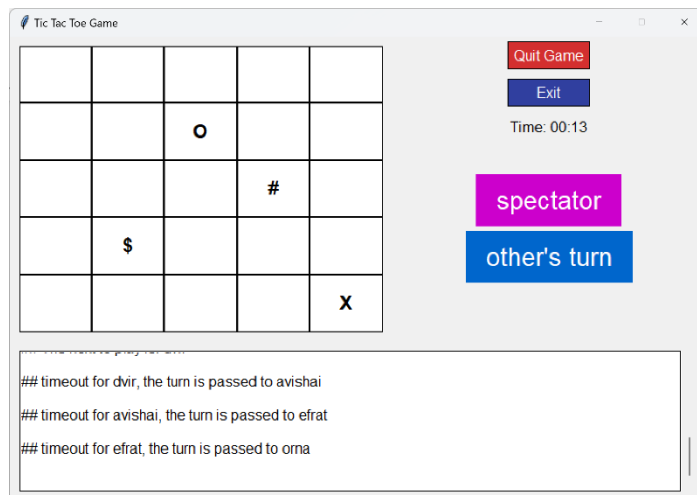 Tic Tac Toe Game
Quit Game
Exit
Time: 00:13
O
#
$
X
spectator
other's turn
## timeout for dvir, the turn is passed to avishai
## timeout for avishai, the turn is passed to efrat
## timeout for efrat, the turn is passed to orna